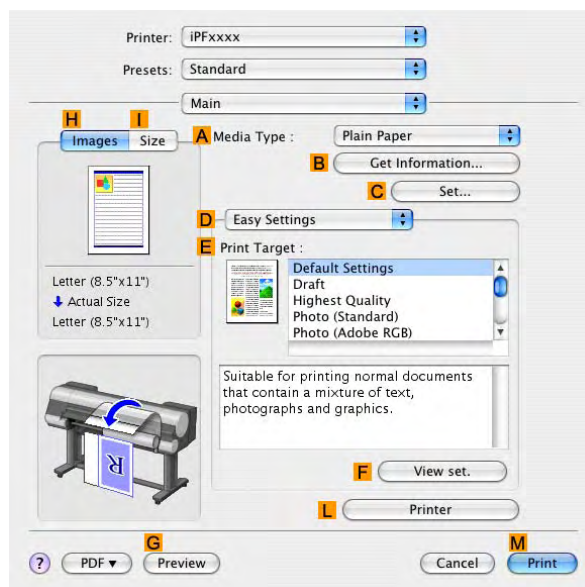 Printer: iPFxxxx
Presets: Standard
Main
H I
Images Size
A Media Type : Plain Paper
B Get Information...
C Set...
D Easy Settings
E Print Target :
Default Settings
Draft
Highest Quality
Photo (Standard)
Photo (Adobe RGB)
Letter (8.5"x11")
Actual Size
Letter (8.5"x11")
Suitable for printing normal documents
that contain a mixture of text,
photographs and graphics.
R
F View set.
L Printer
G M
? PDF Preview Cancel Print